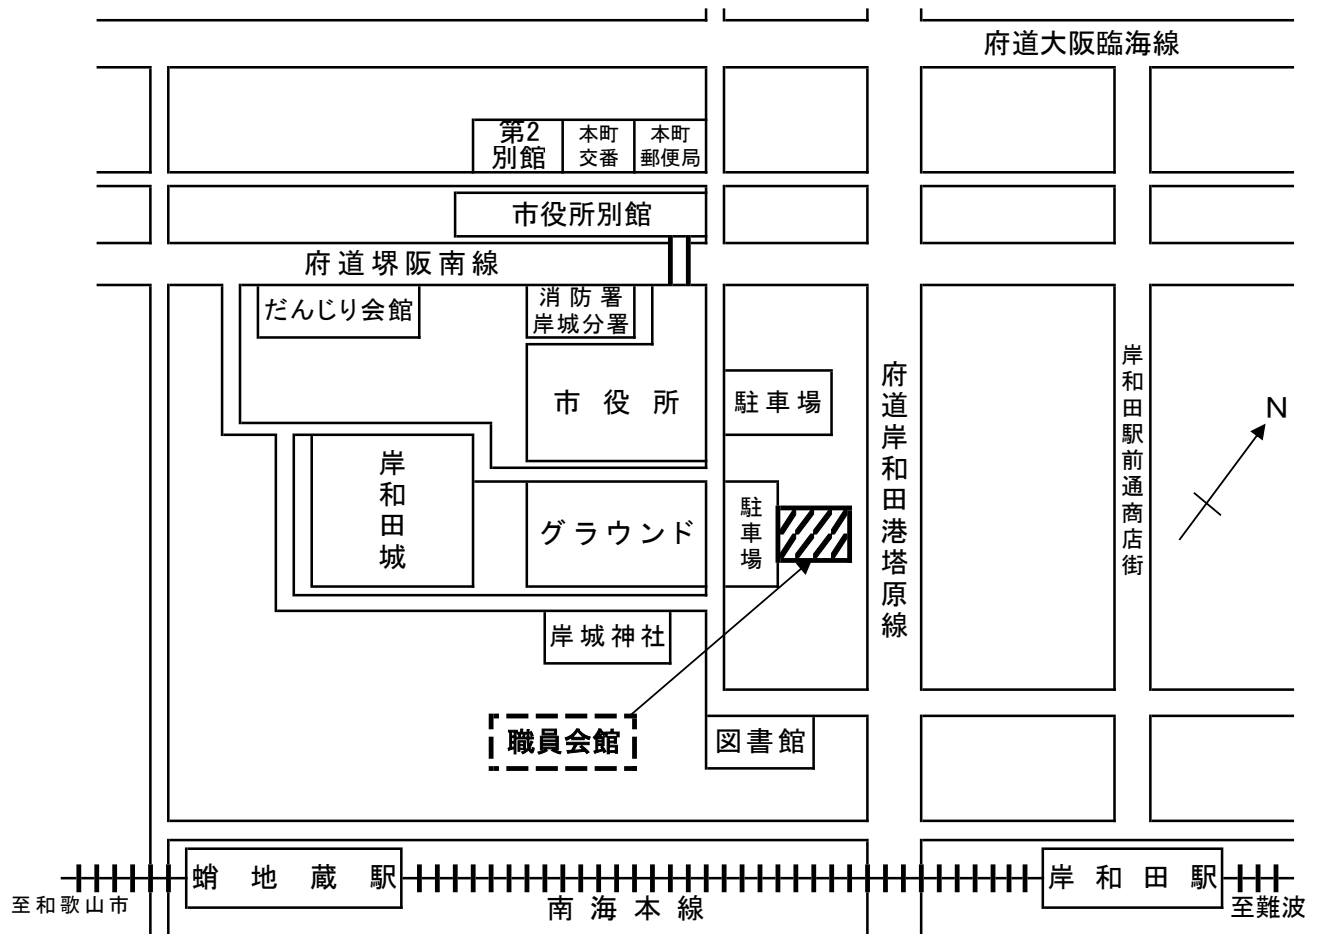 府道大阪臨海線
第2
別館
本町
交番
本町
郵便局
市役所別館
府道堺阪南線
だんじり会館
消防署
岸城分署
市役所
駐車場
府道岸和田港塔原線
岸和田駅前通商店街
N
岸和田城
グラウンド
駐車場
岸城神社
職員会館
図書館
蛸地蔵駅
岸和田駅
至和歌山市
南海本線
至難波